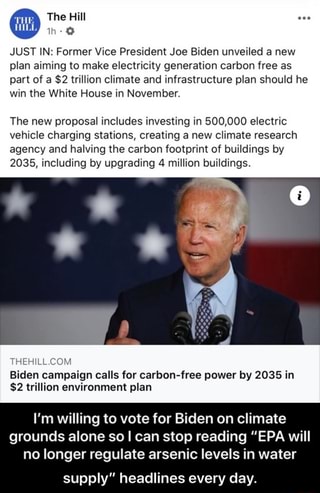 THE HILL
The Hill
1h
JUST IN: Former Vice President Joe Biden unveiled a new
plan aiming to make electricity generation carbon free as
part of a $2 trillion climate and infrastructure plan should he
win the White House in November.
The new proposal includes investing in 500,000 electric
vehicle charging stations, creating a new climate research
agency and halving the carbon footprint of buildings by
2035, including by upgrading 4 million buildings.
i
THEHILL.COM
Biden campaign calls for carbon-free power by 2035 in
$2 trillion environment plan
I'm willing to vote for Biden on climate
grounds alone so I can stop reading "EPA will
no longer regulate arsenic levels in water
supply" headlines every day.